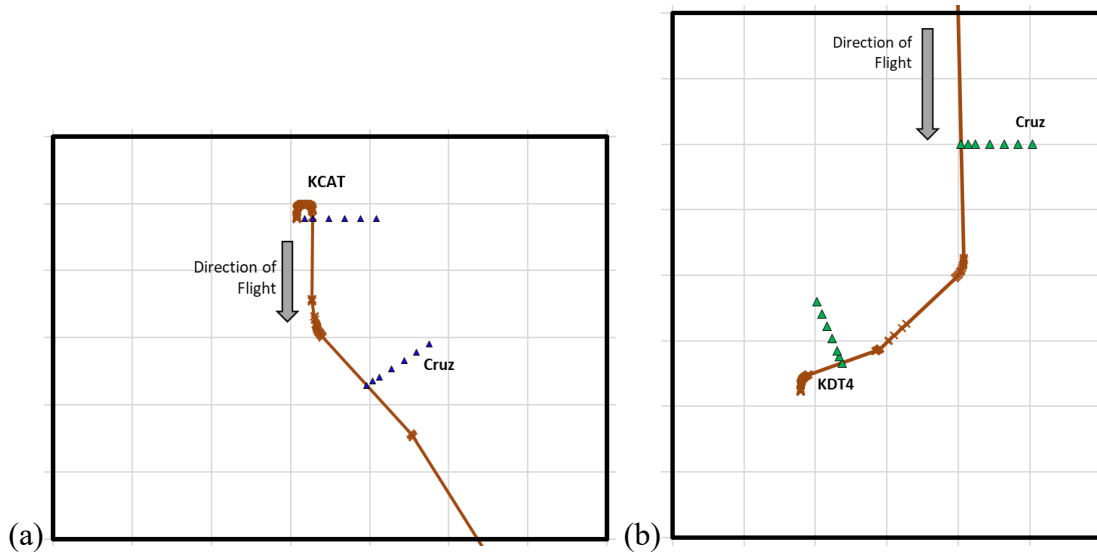 KCAT
Direction of
Flight
Cruz
(a)
Direction of
Flight
Cruz
KDT4
(b)